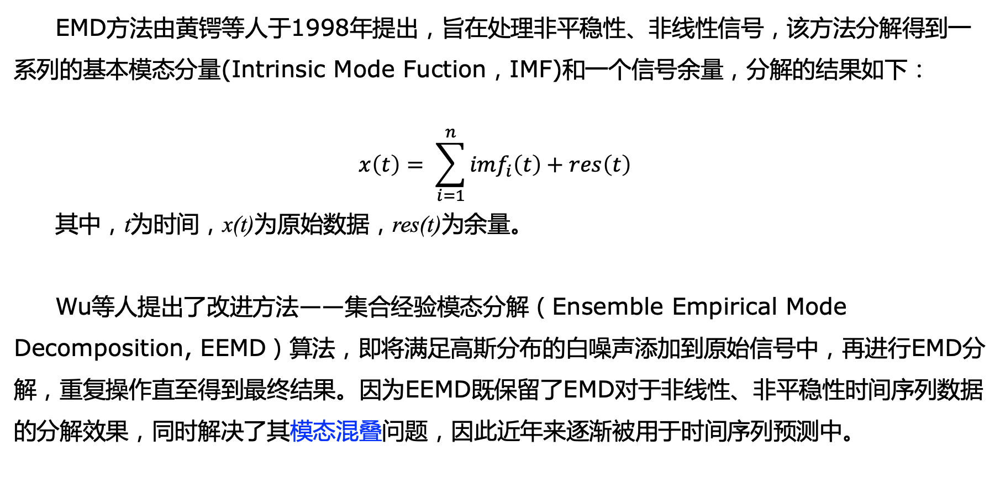 EMD方法由黄锷等人于1998年提出，旨在处理非平稳性、非线性信号，该方法分解得到一
系列的基本模态分量(Intrinsic Mode Fuction，IMF)和一个信号余量，分解的结果如下：
x(t) = ∑_{i=1}^{n} imf_i(t) + res(t)
其中，t为时间，x(t)为原始数据，res(t)为余量。
Wu等人提出了改进方法——集合经验模态分解（Ensemble Empirical Mode
Decomposition, EEMD）算法，即将满足高斯分布的白噪声添加到原始信号中，再进行EMD分
解，重复操作直至得到最终结果。因为EEMD既保留了EMD对于非线性、非平稳性时间序列数据
的分解效果，同时解决了其模态混叠问题，因此近年来逐渐被用于时间序列预测中。